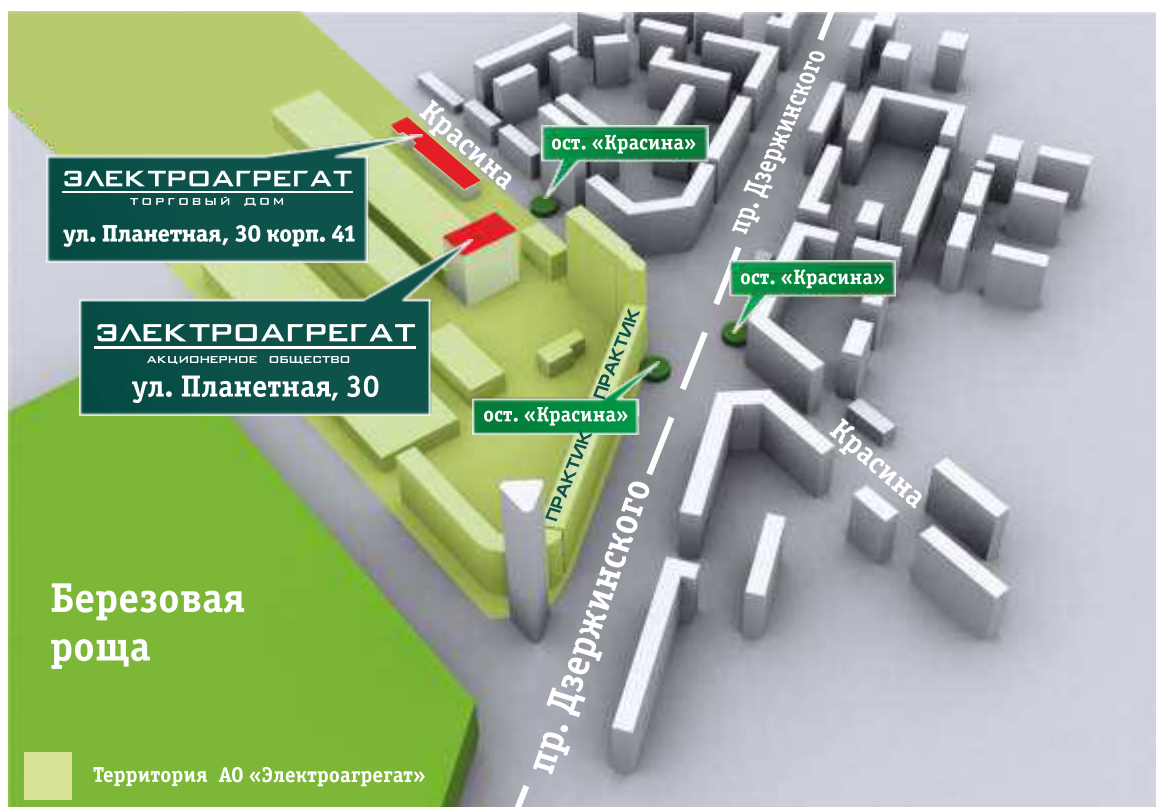 Красина
пр. Дзержинского
ост. «Красина»
ЭЛЕКТРОАГРЕГАТ
ТОРГОВЫЙ ДОМ
ул. Планетная, 30 корп. 41
ост. «Красина»
ЭЛЕКТРОАГРЕГАТ
АКЦИОНЕРНОЕ ОБЩЕСТВО
ул. Планетная, 30
ПРАКТИК
ост. «Красина»
ПРАКТИК
Красина
пр. Дзержинского
Березовая
роща
Территория АО «Электроагрегат»